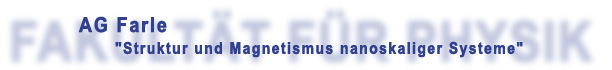 FAKULTÄT FÜR PHYSIK
AG Farle
"Struktur und Magnetismus nanoskaliger Systeme"